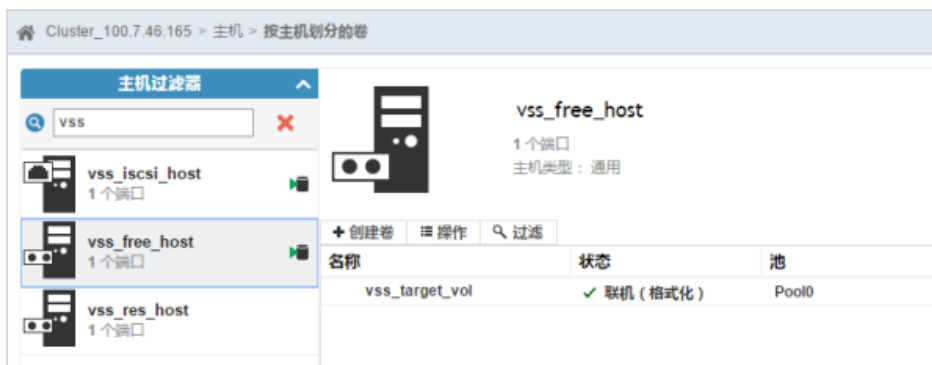 Cluster_100.7.46.165 > 主机 > 按主机划分的卷
主机过滤器
vss
vss_iscsi_host
1 个端口
vss_free_host
1 个端口
vss_res_host
1 个端口
vss_free_host
1 个端口
主机类型： 通用
创建卷 操作 过滤
名称 状态 池
vss_target_vol 联机（格式化） Pool0